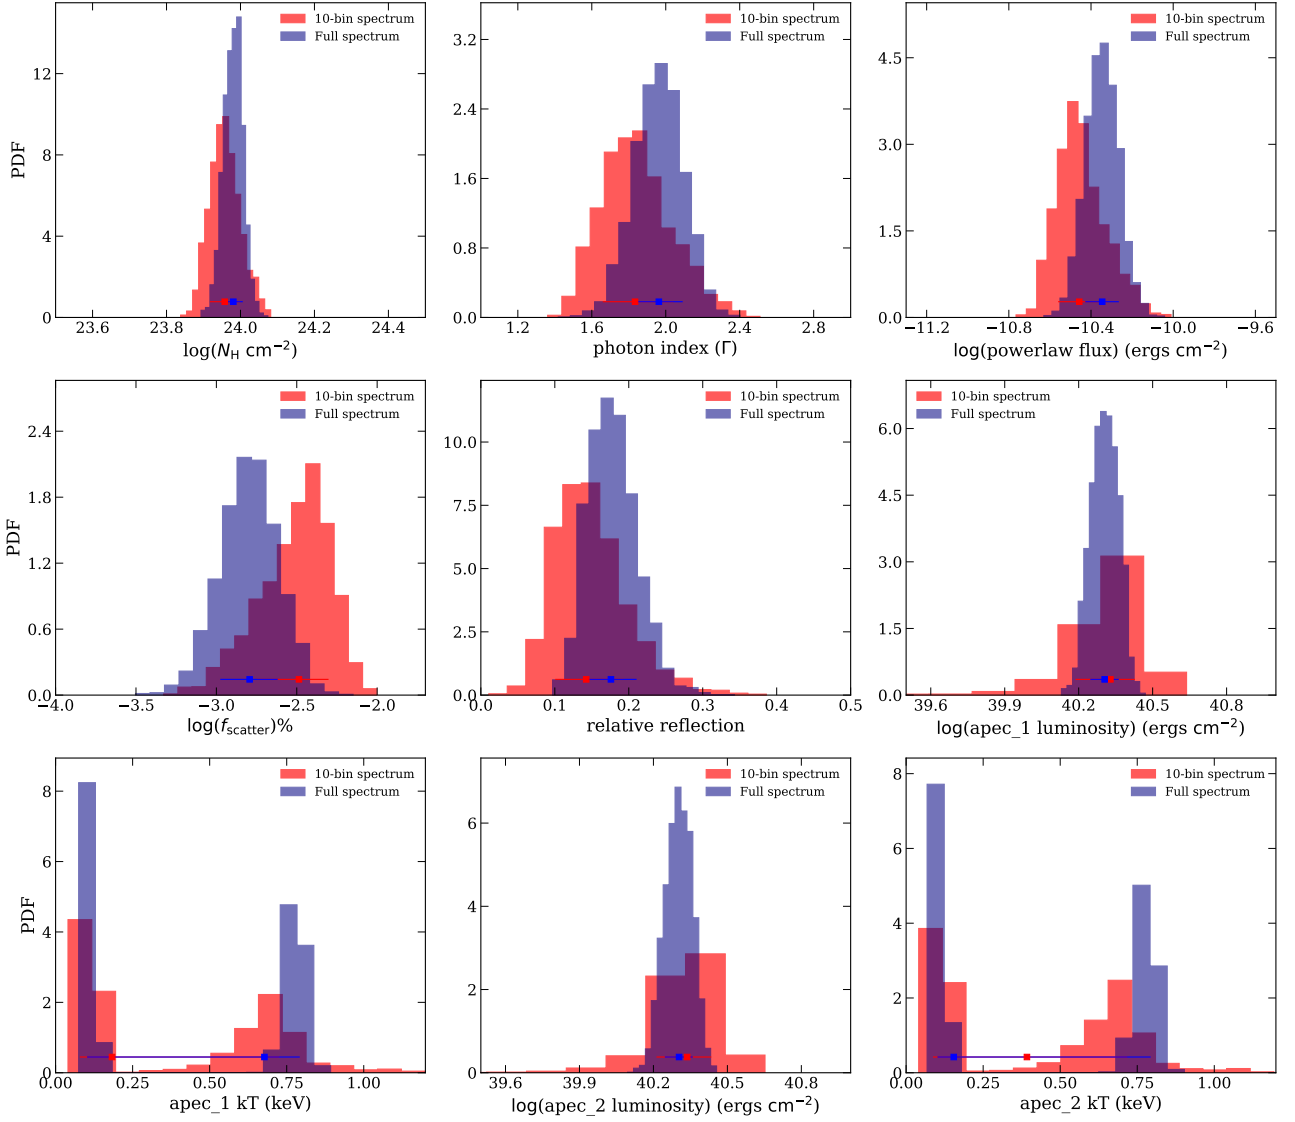 10-bin spectrum
Full spectrum
PDF
12
8
4
0
23.6 23.8 24.0 24.2 24.4
log(N_H cm^−2)
10-bin spectrum
Full spectrum
3.2
2.4
1.6
0.8
0.0
1.2 1.6 2.0 2.4 2.8
photon index (Γ)
10-bin spectrum
Full spectrum
4.5
3.0
1.5
0.0
−11.2 −10.8 −10.4 −10.0 −9.6
log(powerlaw flux) (ergs cm^−2)
10-bin spectrum
Full spectrum
PDF
2.4
1.8
1.2
0.6
0.0
−4.0 −3.5 −3.0 −2.5 −2.0
log(f_scatter)%
10-bin spectrum
Full spectrum
10.0
7.5
5.0
2.5
0.0
0.0 0.1 0.2 0.3 0.4 0.5
relative reflection
10-bin spectrum
Full spectrum
6.0
4.5
3.0
1.5
0.0
39.6 39.9 40.2 40.5 40.8
log(apec_1 luminosity) (ergs cm^−2)
10-bin spectrum
Full spectrum
PDF
8
6
4
2
0
0.00 0.25 0.50 0.75 1.00
apec_1 kT (keV)
10-bin spectrum
Full spectrum
6
4
2
0
39.6 39.9 40.2 40.5 40.8
log(apec_2 luminosity) (ergs cm^−2)
10-bin spectrum
Full spectrum
8
6
4
2
0
0.00 0.25 0.50 0.75 1.00
apec_2 kT (keV)